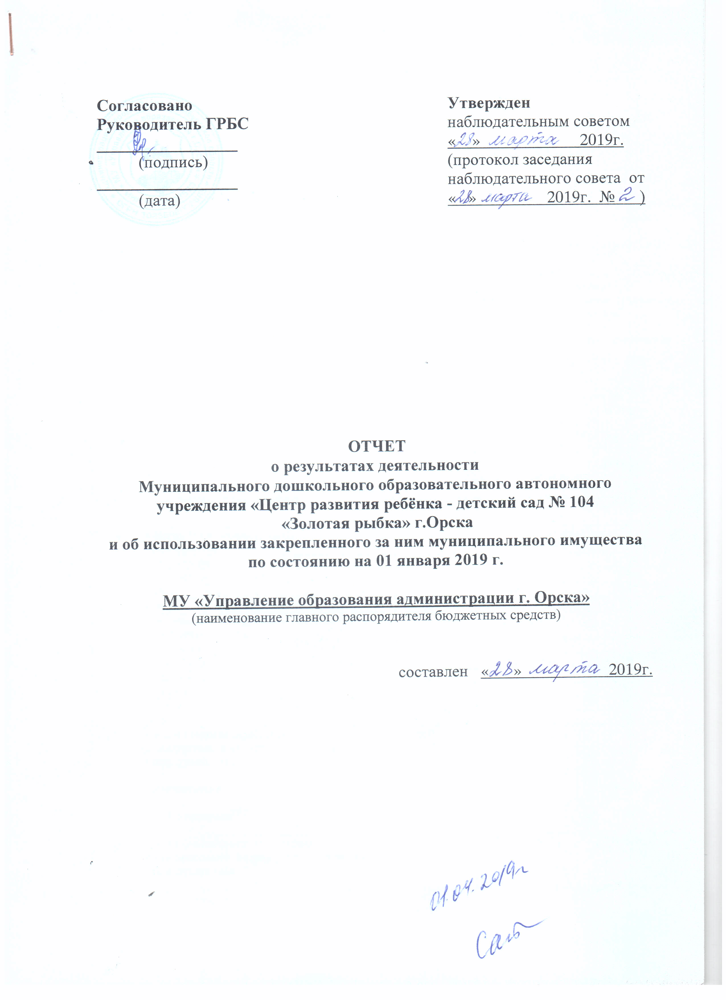 Согласовано
Руководитель ГРБС
(подпись)
(дата)
Утвержден
наблюдательным советом
«28» марта 2019г.
(протокол заседания
наблюдательного совета от
«28» марта 2019г. № 2 )
ОТЧЕТ
о результатах деятельности
Муниципального дошкольного образовательного автономного
учреждения «Центр развития ребёнка - детский сад № 104
«Золотая рыбка» г.Орска
и об использовании закрепленного за ним муниципального имущества
по состоянию на 01 января 2019 г.
МУ «Управление образования администрации г. Орска»
(наименование главного распорядителя бюджетных средств)
составлен «28» марта 2019г.
01.04.2019г